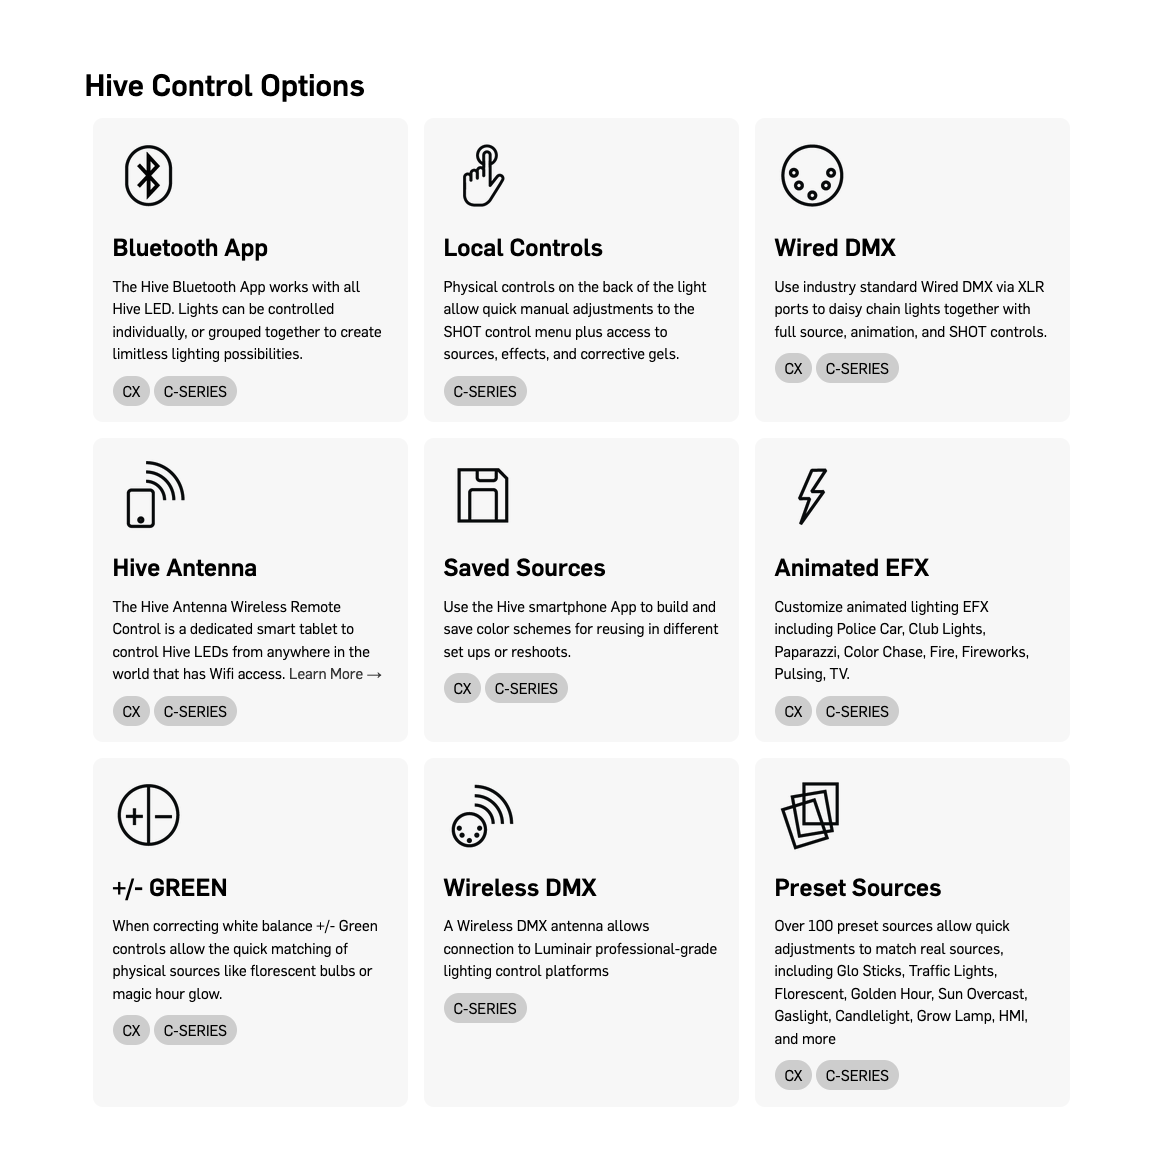 Hive Control Options
Bluetooth App
The Hive Bluetooth App works with all
Hive LED. Lights can be controlled
individually, or grouped together to create
limitless lighting possibilities.
CX C-SERIES
Local Controls
Physical controls on the back of the light
allow quick manual adjustments to the
SHOT control menu plus access to
sources, effects, and corrective gels.
C-SERIES
Wired DMX
Use industry standard Wired DMX via XLR
ports to daisy chain lights together with
full source, animation, and SHOT controls.
CX C-SERIES
Hive Antenna
The Hive Antenna Wireless Remote
Control is a dedicated smart tablet to
control Hive LEDs from anywhere in the
world that has Wifi access. Learn More →
CX C-SERIES
Saved Sources
Use the Hive smartphone App to build and
save color schemes for reusing in different
set ups or reshoots.
CX C-SERIES
Animated EFX
Customize animated lighting EFX
including Police Car, Club Lights,
Paparazzi, Color Chase, Fire, Fireworks,
Pulsing, TV.
CX C-SERIES
+/- GREEN
When correcting white balance +/- Green
controls allow the quick matching of
physical sources like florescent bulbs or
magic hour glow.
CX C-SERIES
Wireless DMX
A Wireless DMX antenna allows
connection to Luminair professional-grade
lighting control platforms
C-SERIES
Preset Sources
Over 100 preset sources allow quick
adjustments to match real sources,
including Glo Sticks, Traffic Lights,
Florescent, Golden Hour, Sun Overcast,
Gaslight, Candlelight, Grow Lamp, HMI,
and more
CX C-SERIES